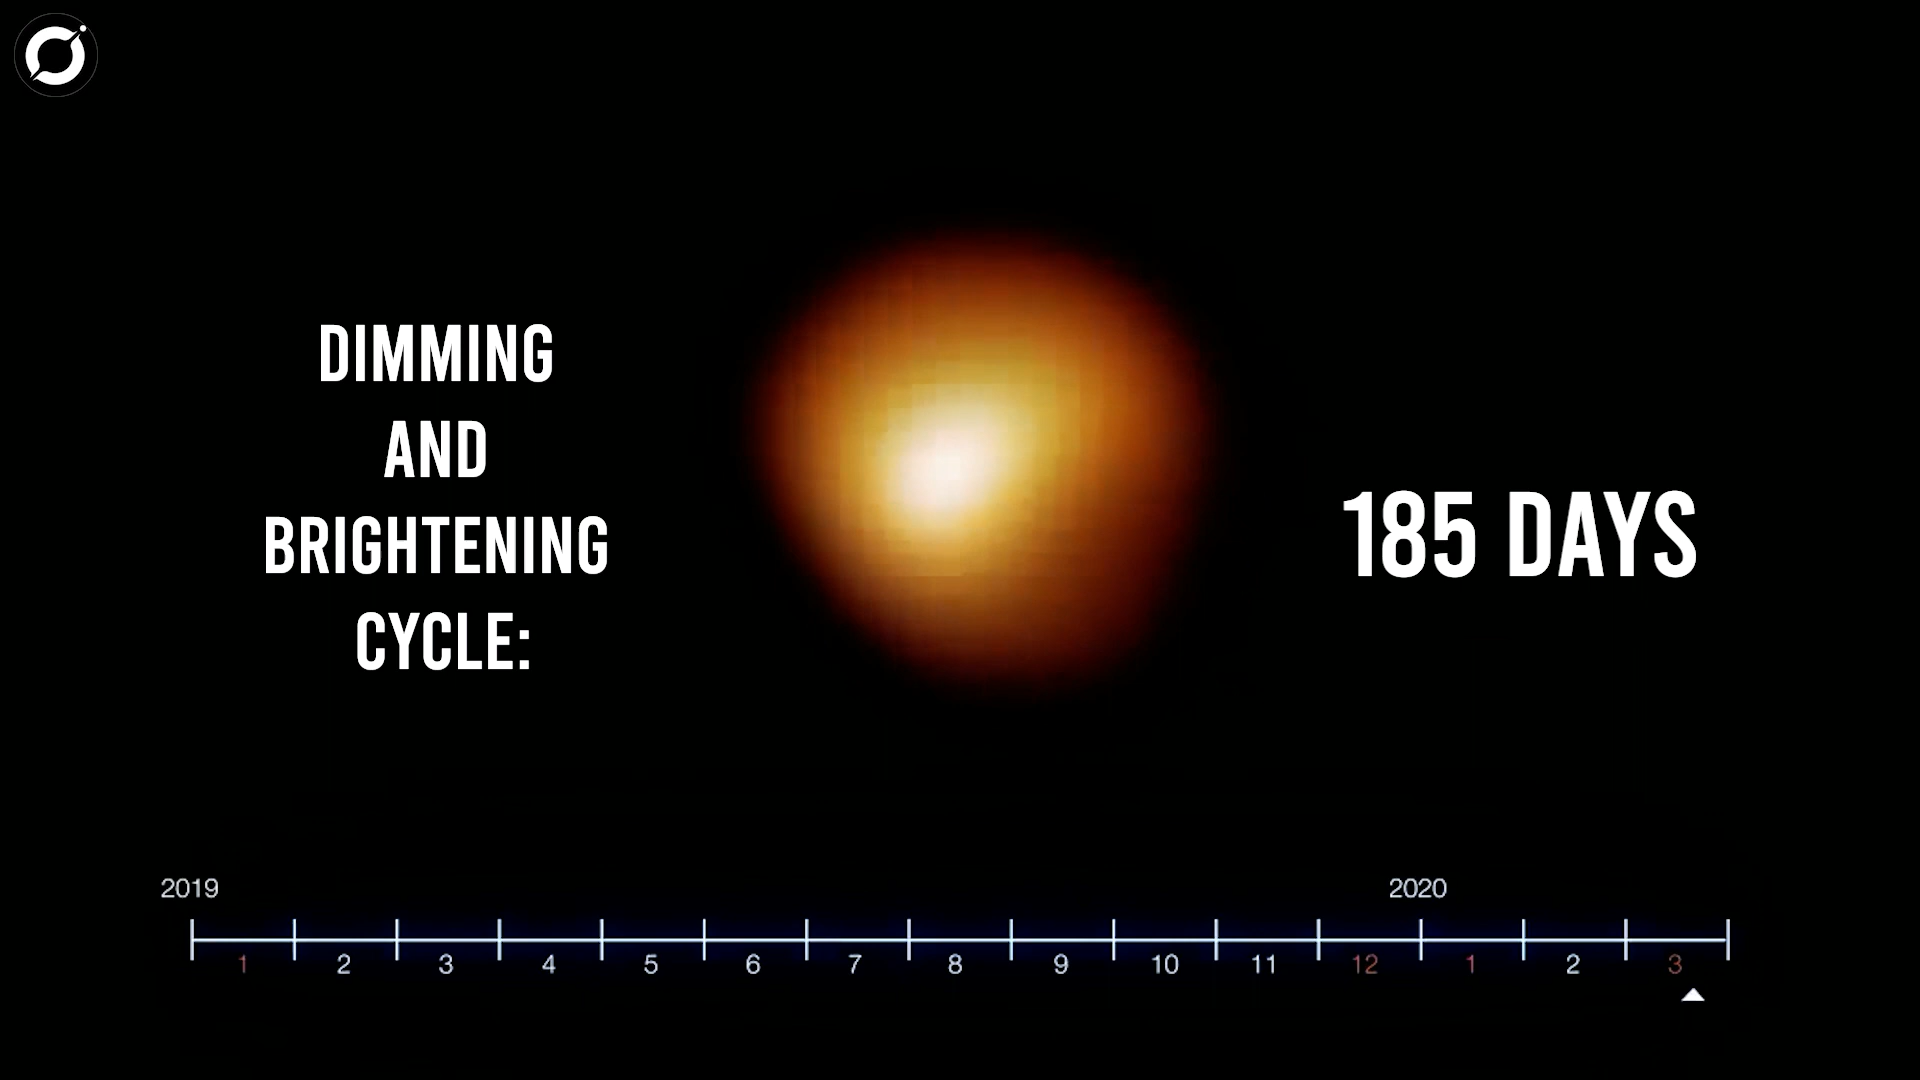 DIMMING
AND
BRIGHTENING
CYCLE:
185 DAYS
2019 2020
1 2 3 4 5 6 7 8 9 10 11 12 1 2 3